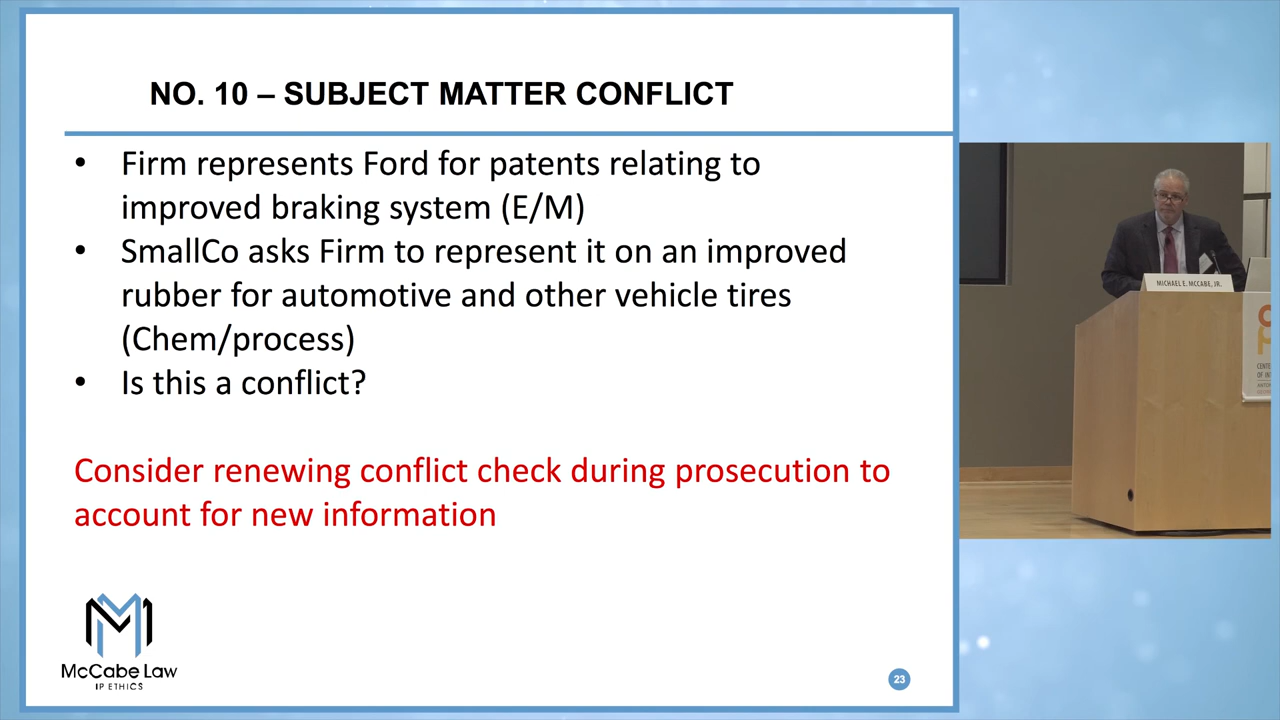 NO. 10 – SUBJECT MATTER CONFLICT
• Firm represents Ford for patents relating to
improved braking system (E/M)
• SmallCo asks Firm to represent it on an improved
rubber for automotive and other vehicle tires
(Chem/process)
• Is this a conflict?
Consider renewing conflict check during prosecution to
account for new information
McCabe Law
IP ETHICS
23
MICHAEL E. MCCABE, JR.